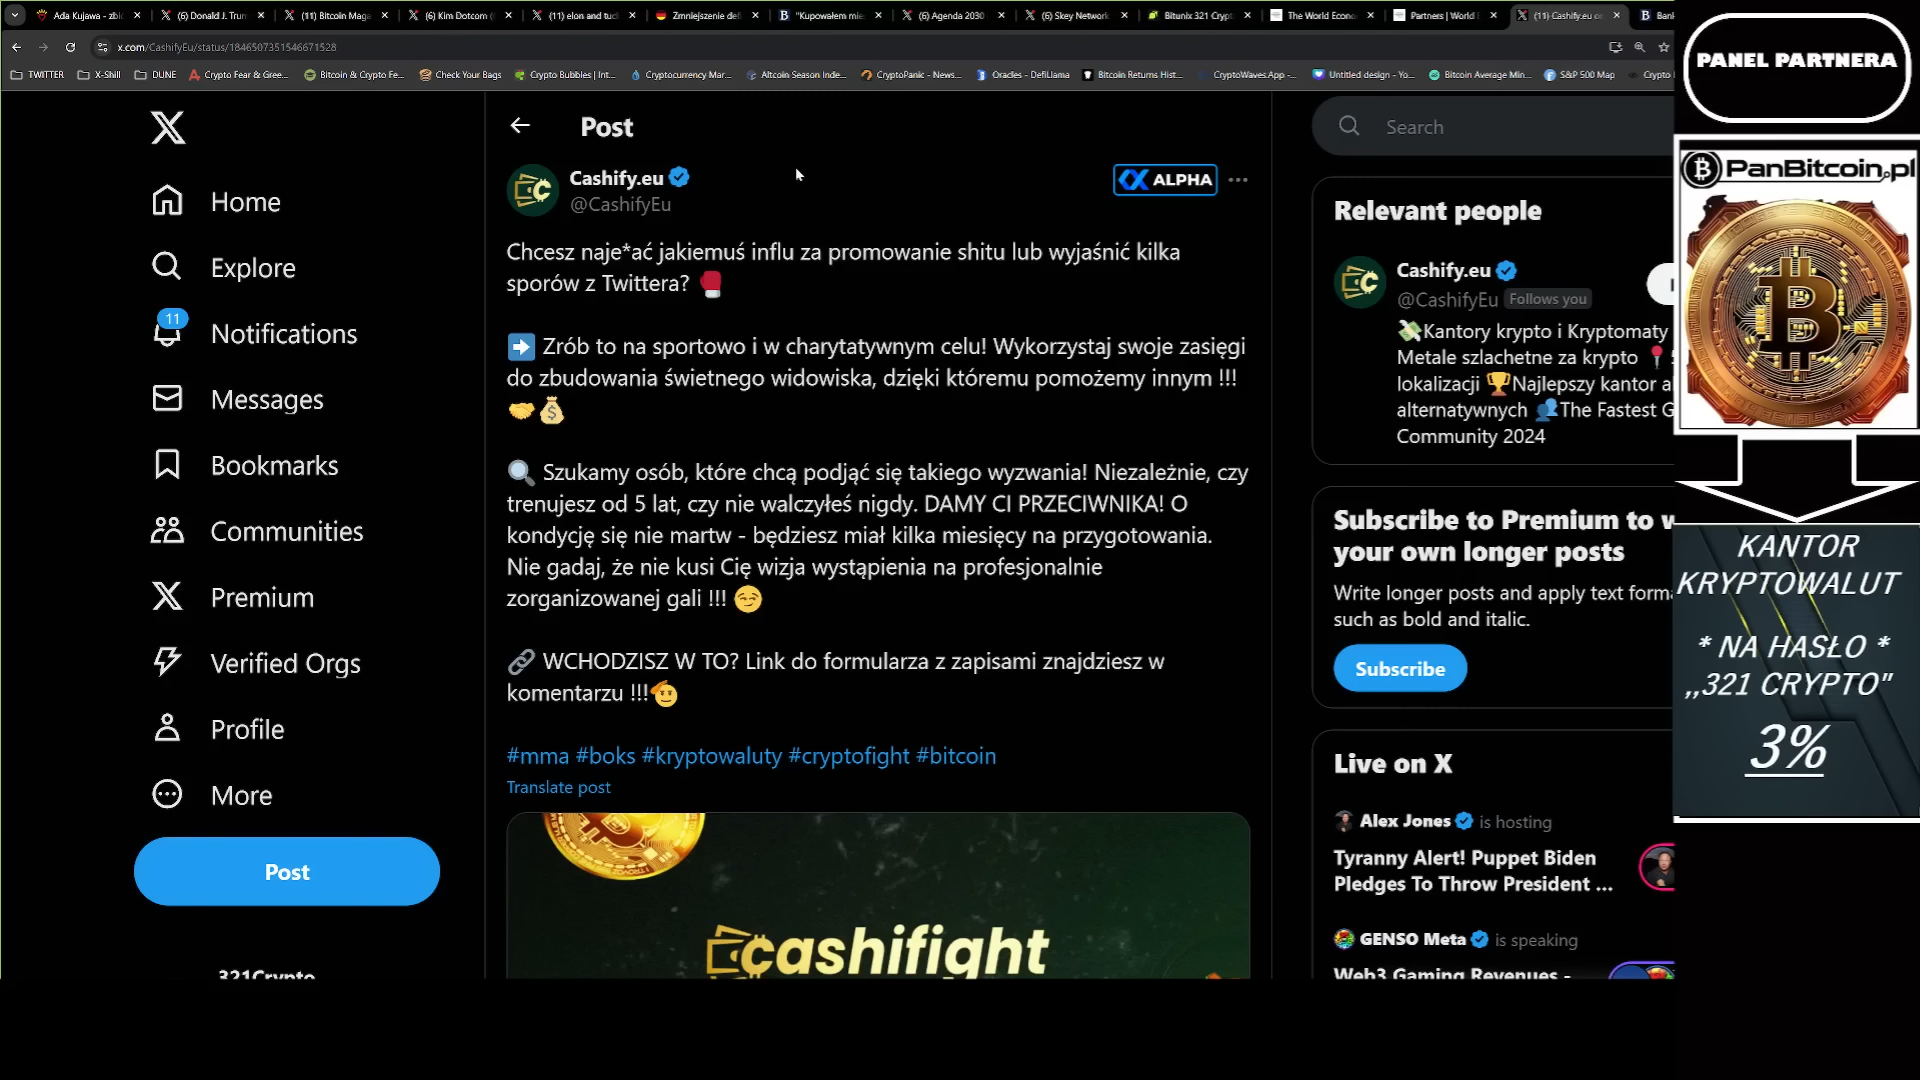 Ada Kujawa - zbi
(6) Donald J. Trum
(11) Bitcoin Maga
(6) Kim Dotcom (
(11) elon and tuc
Zmniejszenie defi
"Kupowałem mie
(6) Agenda 2030
(6) Skey Network
Bitunix 321 Crypt
The World Econo
Partners | World E
(11) Cashify.eu o
Bank
x.com/CashifyEu/status/1846507351546671528
TWITTER
X-Shill
DUNE
Crypto Fear & Gree...
Bitcoin & Crypto Fe...
Check Your Bags
Crypto Bubbles | Int...
Cryptocurrency Mar...
Altcoin Season Inde...
CryptoPanic - News...
Oracles - DefiLlama
Bitcoin Returns Hist...
CryptoWaves.App -...
Untitled design - Yo...
Bitcoin Average Min...
S&P 500 Map
Crypto
Home
Explore
11
Notifications
Messages
Bookmarks
Communities
Premium
Verified Orgs
Profile
More
Post
321Crypto
Post
Cashify.eu
@CashifyEu
ALPHA
Chcesz naje*ać jakiemuś influ za promowanie shitu lub wyjaśnić kilka
sporów z Twittera?
Zrób to na sportowo i w charytatywnym celu! Wykorzystaj swoje zasięgi
do zbudowania świetnego widowiska, dzięki któremu pomożemy innym !!!
Szukamy osób, które chcą podjąć się takiego wyzwania! Niezależnie, czy
trenujesz od 5 lat, czy nie walczyłeś nigdy. DAMY CI PRZECIWNIKA! O
kondycję się nie martw - będziesz miał kilka miesięcy na przygotowania.
Nie gadaj, że nie kusi Cię wizja wystąpienia na profesjonalnie
zorganizowanej gali !!!
WCHODZISZ W TO? Link do formularza z zapisami znajdziesz w
komentarzu !!!
#mma #boks #kryptowaluty #cryptofight #bitcoin
Translate post
cashifight
Search
Relevant people
Cashify.eu
@CashifyEu Follows you
Kantory krypto i Kryptomaty
Metale szlachetne za krypto 5
lokalizacji Najlepszy kantor a
alternatywnych The Fastest G
Community 2024
Subscribe to Premium to w
your own longer posts
Write longer posts and apply text forma
such as bold and italic.
Subscribe
Live on X
Alex Jones is hosting
Tyranny Alert! Puppet Biden
Pledges To Throw President ...
GENSO Meta is speaking
Web3 Gaming Revenues -
PANEL PARTNERA
PanBitcoin.pl
KANTOR
KRYPTOWALUT
* NA HASŁO *
,,321 CRYPTO"
3%